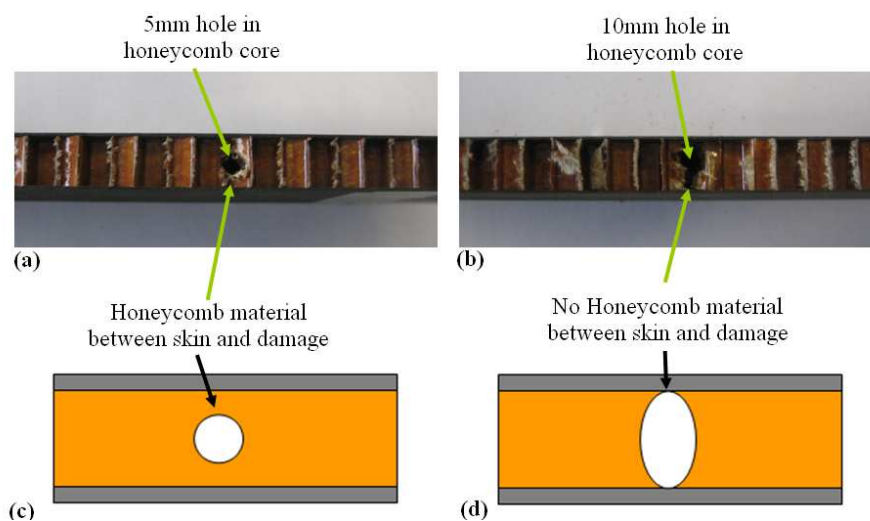 5mm hole in
honeycomb core
10mm hole in
honeycomb core
(a)
(b)
Honeycomb material
between skin and damage
No Honeycomb material
between skin and damage
(c)
(d)